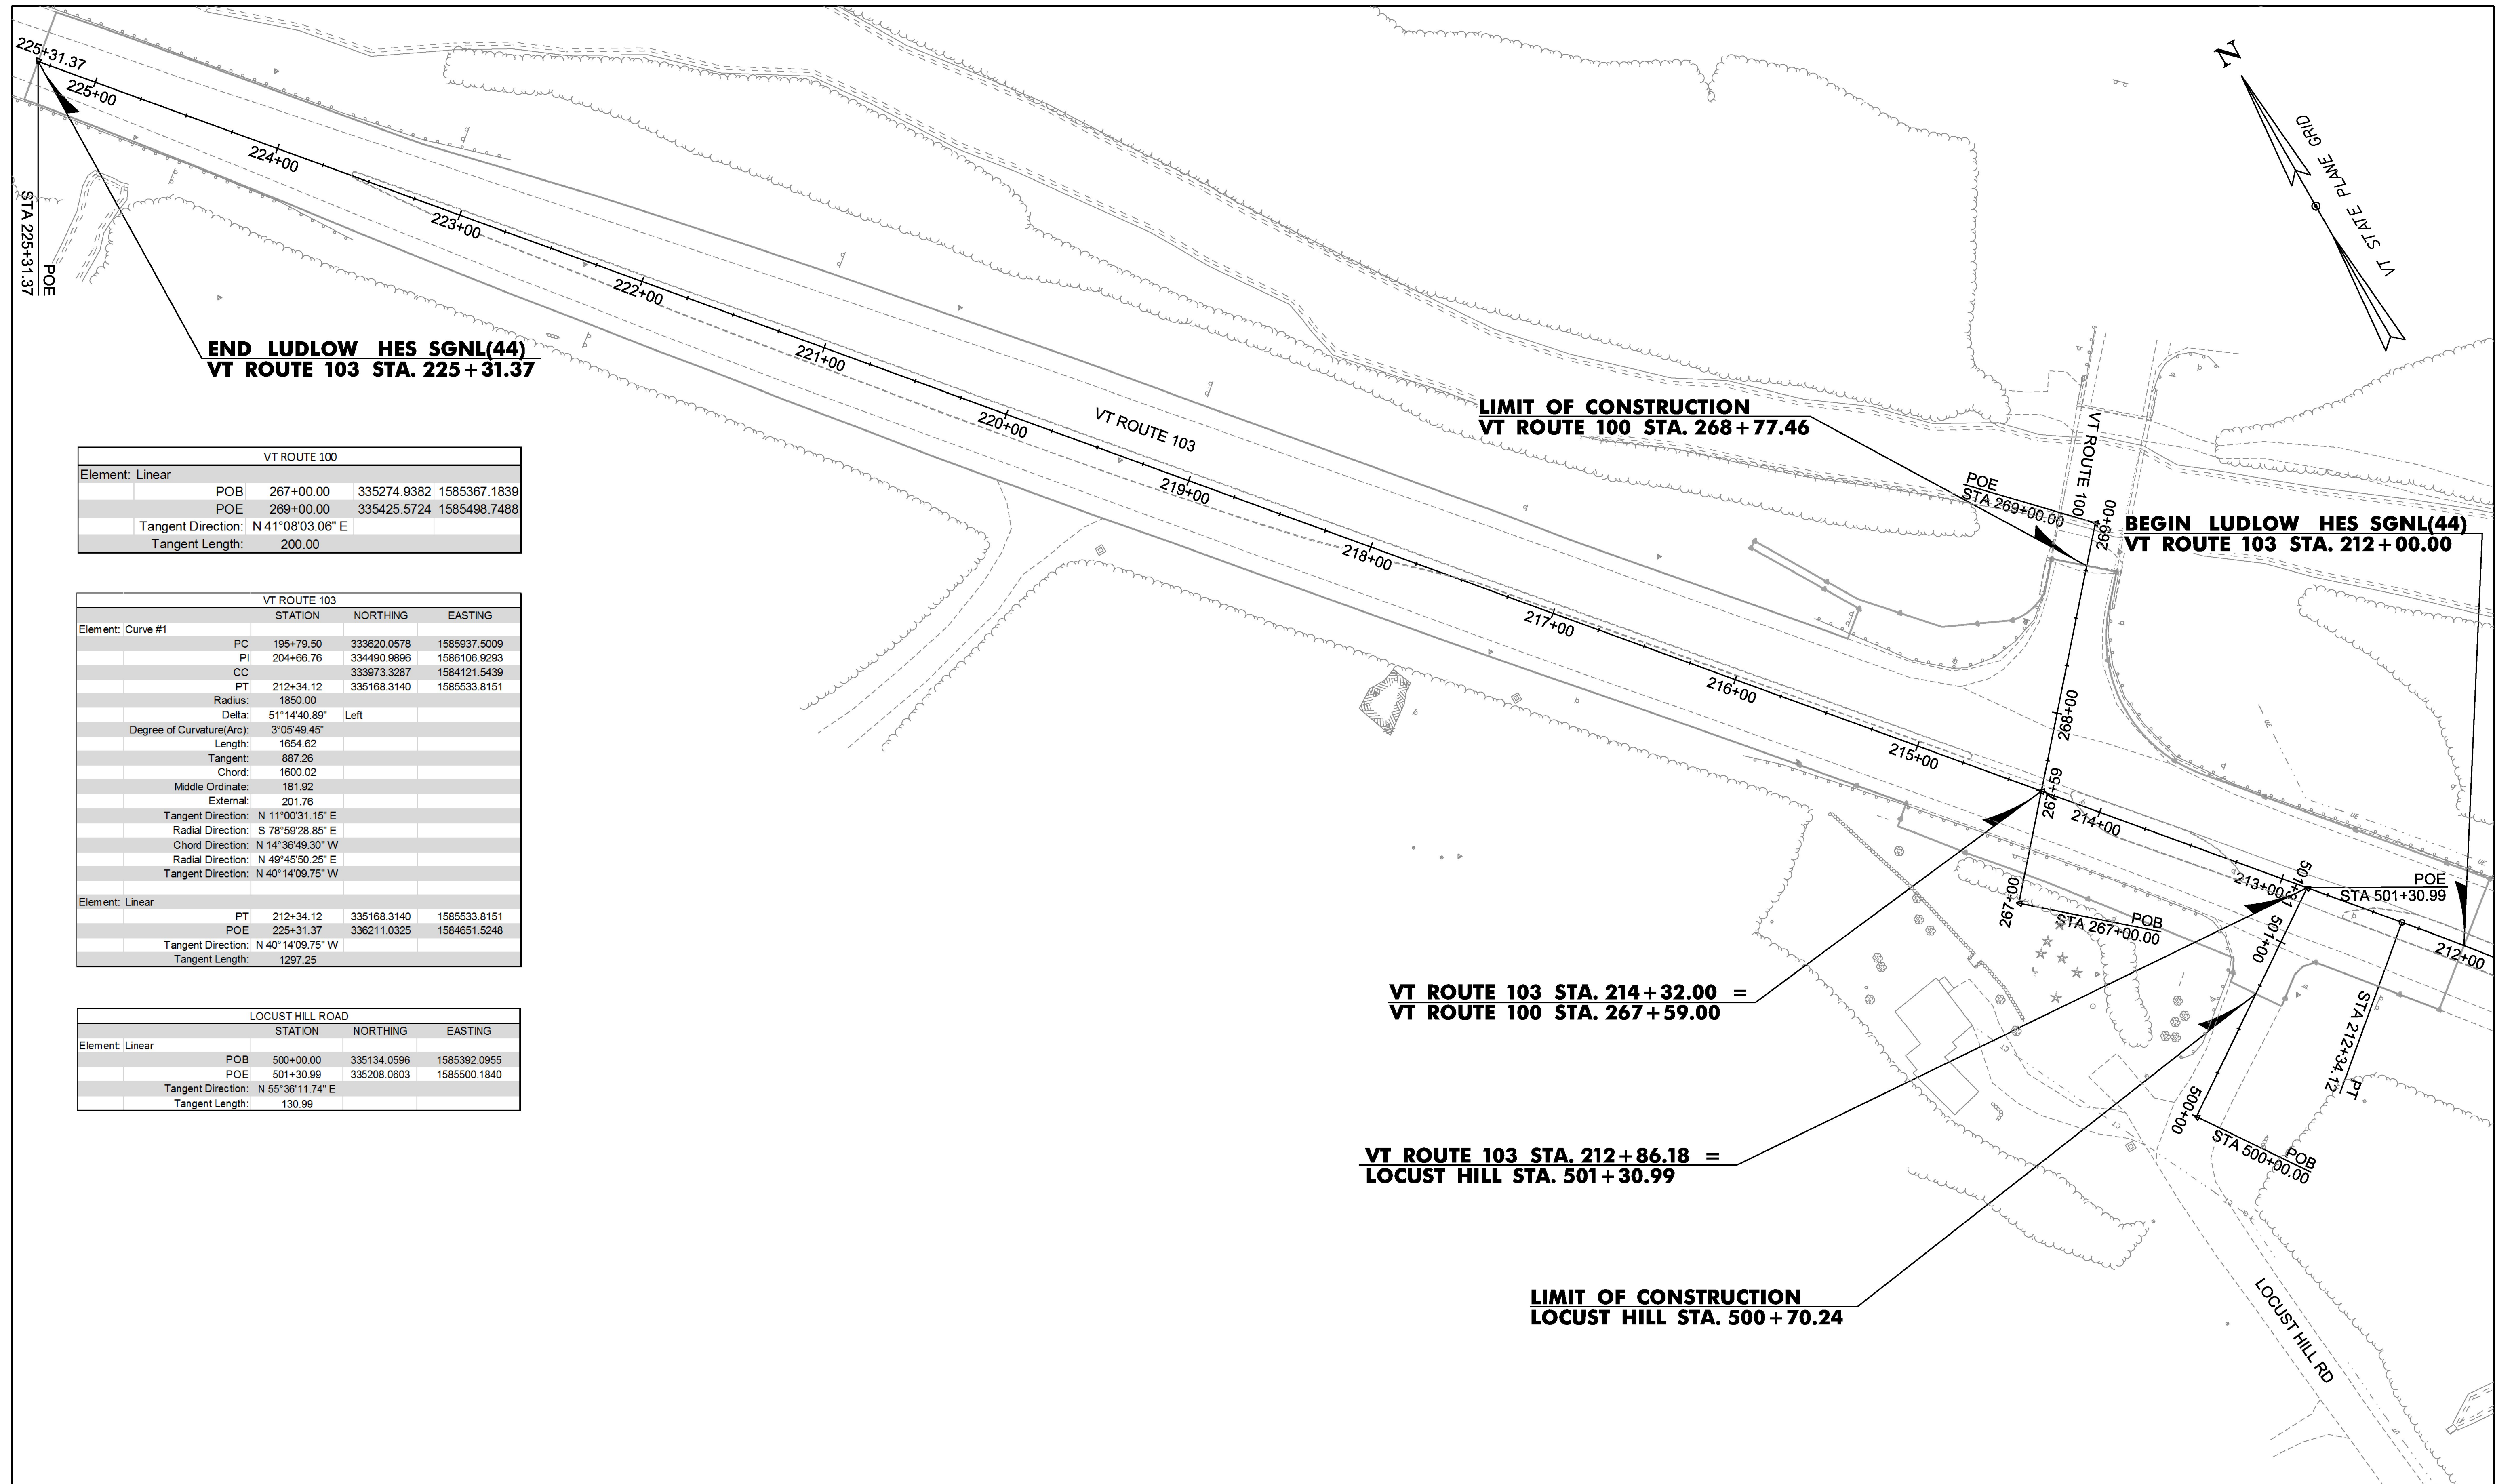 225+31.37
225+00
224+00
223+00
222+00
221+00
220+00
219+00
218+00
217+00
216+00
215+00
214+00
213+00
212+00
VT ROUTE 103
N
VT STATE PLANE GRID
POE
STA 225+31.37
END LUDLOW HES SGNL(44)
VT ROUTE 103 STA. 225+31.37
LIMIT OF CONSTRUCTION
VT ROUTE 100 STA. 268+77.46
VT ROUTE 100
POE
STA 269+00.00
269+00
BEGIN LUDLOW HES SGNL(44)
VT ROUTE 103 STA. 212+00.00
268+00
267+59
267+00
POB
STA 267+00.00
501+31
501+00
500+00
POE
STA 501+30.99
STA 212+34.12
PT
POB
STA 500+00.00
UE
UE
UE
CT
CT
VT ROUTE 103 STA. 214+32.00 =
VT ROUTE 100 STA. 267+59.00
VT ROUTE 103 STA. 212+86.18 =
LOCUST HILL STA. 501+30.99
LIMIT OF CONSTRUCTION
LOCUST HILL STA. 500+70.24
LOCUST HILL RD
VT ROUTE 100
Element: Linear
POB 267+00.00 335274.9382 1585367.1839
POE 269+00.00 335425.5724 1585498.7488
Tangent Direction: N 41°08'03.06" E
Tangent Length: 200.00
VT ROUTE 103
STATION NORTHING EASTING
Element: Curve #1
PC 195+79.50 333620.0578 1585937.5009
PI 204+66.76 334490.9896 1586106.9293
CC 333973.3287 1584121.5439
PT 212+34.12 335168.3140 1585533.8151
Radius: 1850.00
Delta: 51°14'40.89" Left
Degree of Curvature(Arc): 3°05'49.45"
Length: 1654.62
Tangent: 887.26
Chord: 1600.02
Middle Ordinate: 181.92
External: 201.76
Tangent Direction: N 11°00'31.15" E
Radial Direction: S 78°59'28.85" E
Chord Direction: N 14°36'49.30" W
Radial Direction: N 49°45'50.25" E
Tangent Direction: N 40°14'09.75" W
Element: Linear
PT 212+34.12 335168.3140 1585533.8151
POE 225+31.37 336211.0325 1584651.5248
Tangent Direction: N 40°14'09.75" W
Tangent Length: 1297.25
LOCUST HILL ROAD
STATION NORTHING EASTING
Element: Linear
POB 500+00.00 335134.0596 1585392.0955
POE 501+30.99 335208.0603 1585500.1840
Tangent Direction: N 55°36'11.74" E
Tangent Length: 130.99